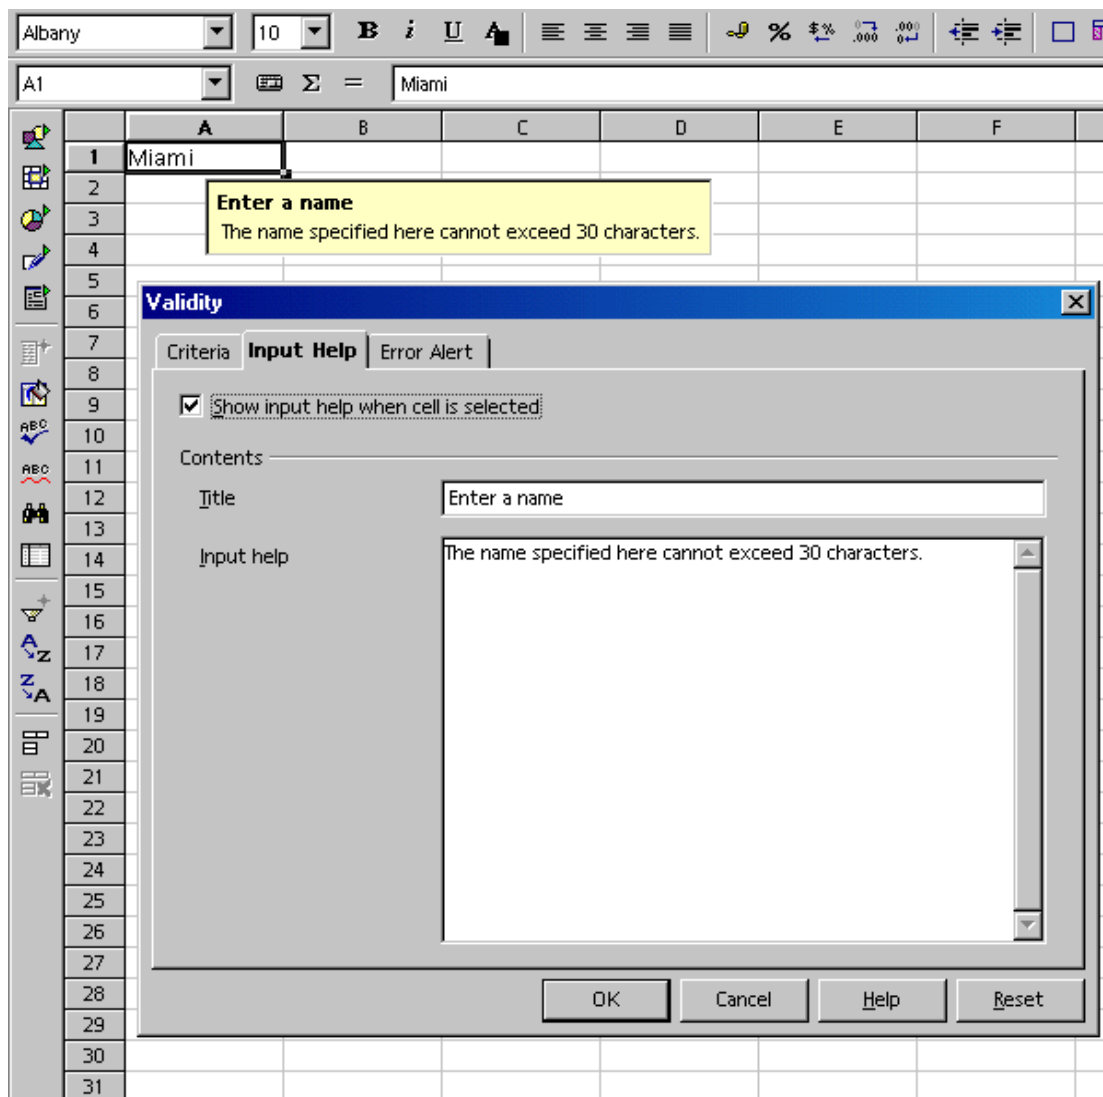 Albany 10 B i U A % $% .000 .000
A1 Σ = Miami
A B C D E F
1 Miami
2
Enter a name
3
The name specified here cannot exceed 30 characters.
4
5
Validity
6
7
Criteria Input Help Error Alert
8
9
Show input help when cell is selected
ABC
10
Contents
11
ABC
12
Title Enter a name
13
14
Input help The name specified here cannot exceed 30 characters.
15
16
A
Z
17
Z
A
18
19
20
21
22
23
24
25
26
27
28
OK Cancel Help Reset
29
30
31